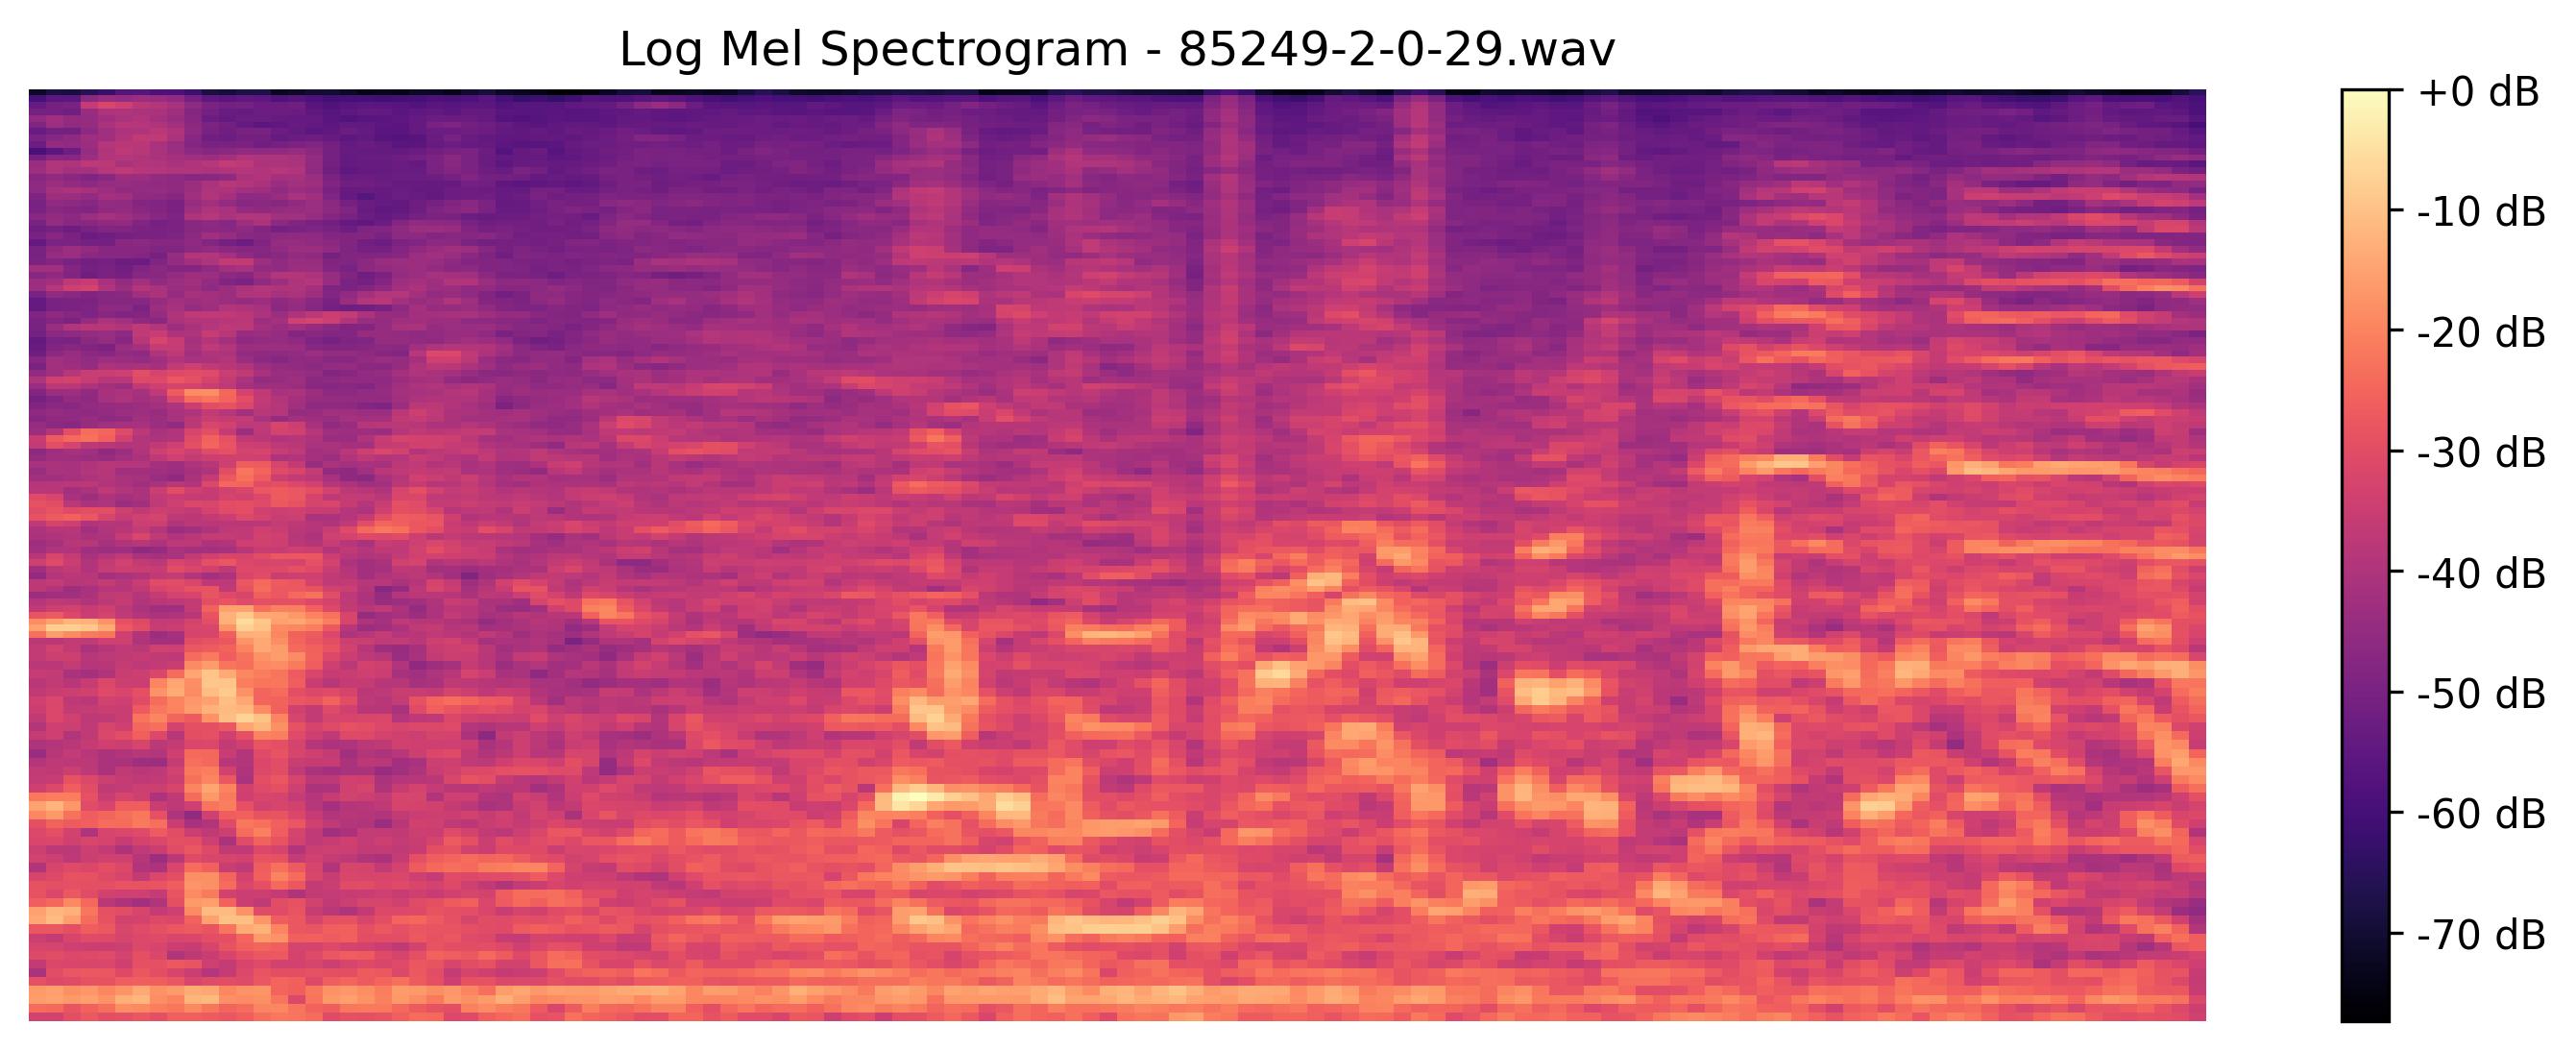 Log Mel Spectrogram - 85249-2-0-29.wav
+0 dB
-10 dB
-20 dB
-30 dB
-40 dB
-50 dB
-60 dB
-70 dB